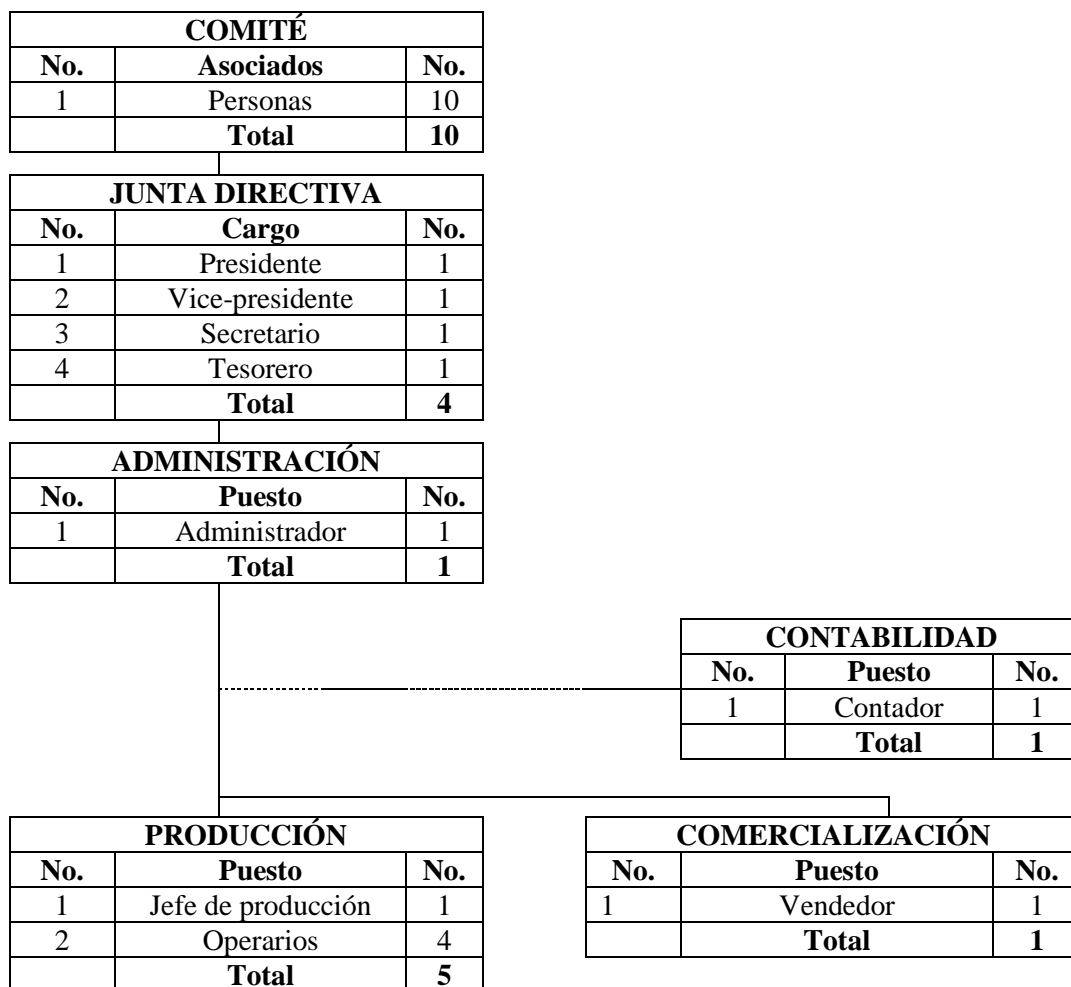 COMITÉ
No. Asociados No.
1 Personas 10
Total 10
JUNTA DIRECTIVA
No. Cargo No.
1 Presidente 1
2 Vice-presidente 1
3 Secretario 1
4 Tesorero 1
Total 4
ADMINISTRACIÓN
No. Puesto No.
1 Administrador 1
Total 1
CONTABILIDAD
No. Puesto No.
1 Contador 1
Total 1
PRODUCCIÓN
No. Puesto No.
1 Jefe de producción 1
2 Operarios 4
Total 5
COMERCIALIZACIÓN
No. Puesto No.
1 Vendedor 1
Total 1